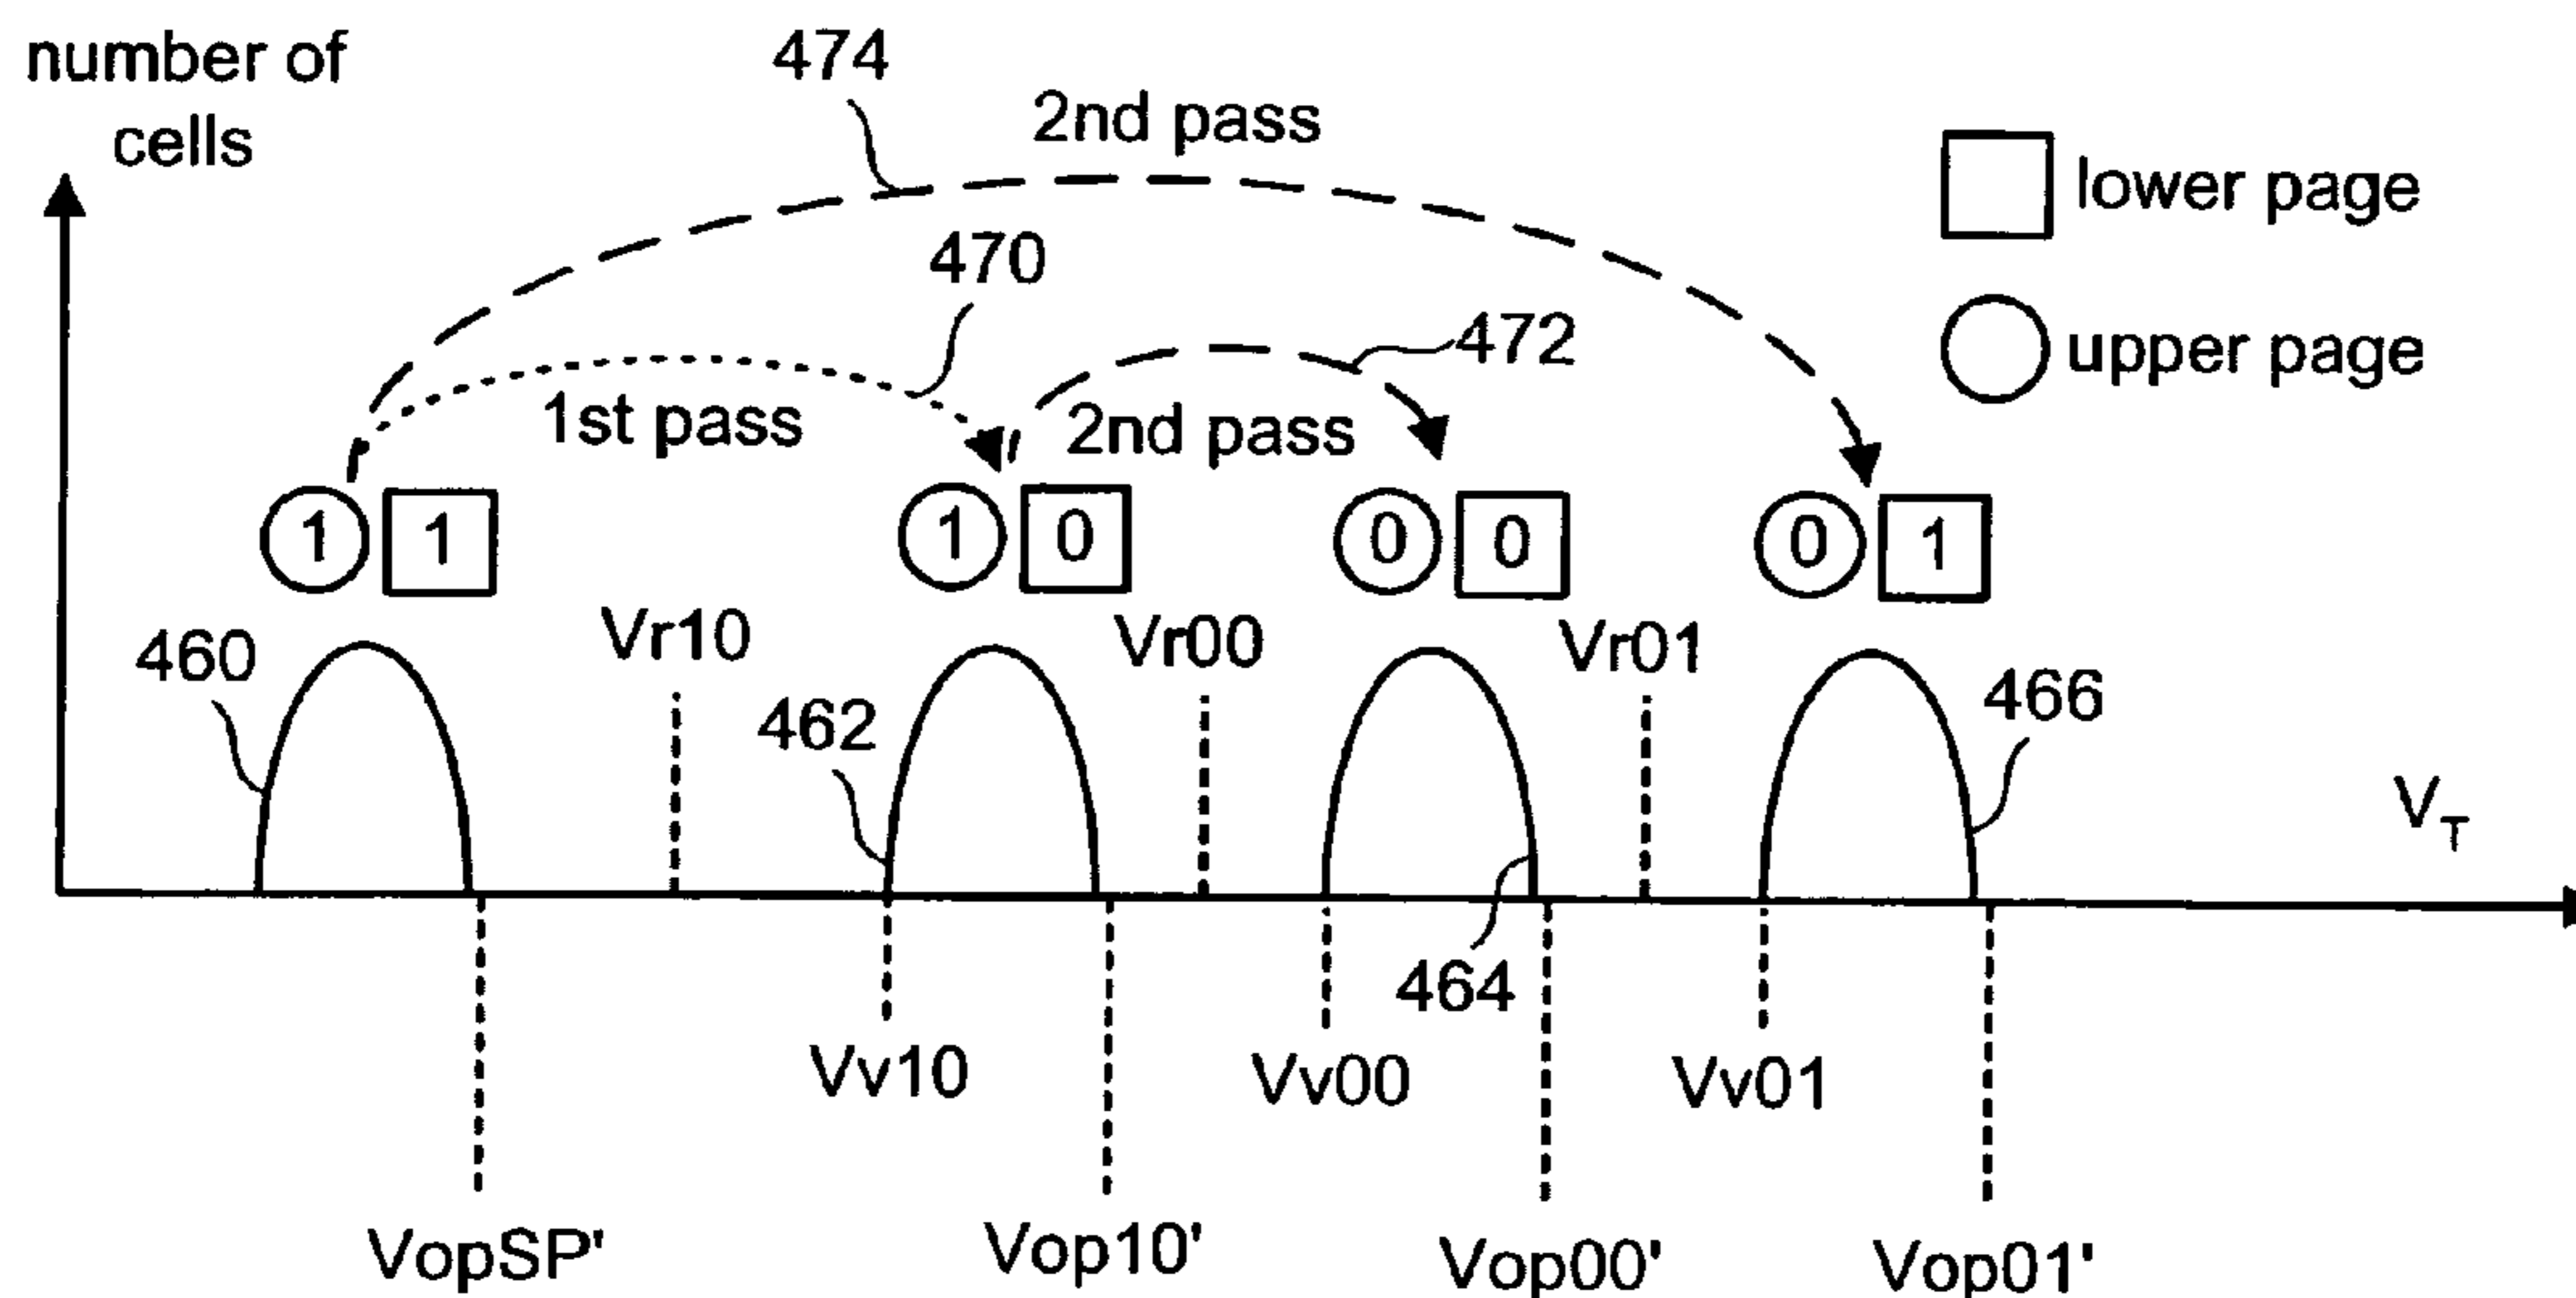 number of
cells
474
2nd pass
lower page
470
472
upper page
1st pass
2nd pass
1 1
1 0
0 0
0 1
Vr10
Vr00
Vr01
460
462
466
VT
464
Vv10
Vv00
Vv01
VopSP'
Vop10'
Vop00'
Vop01'